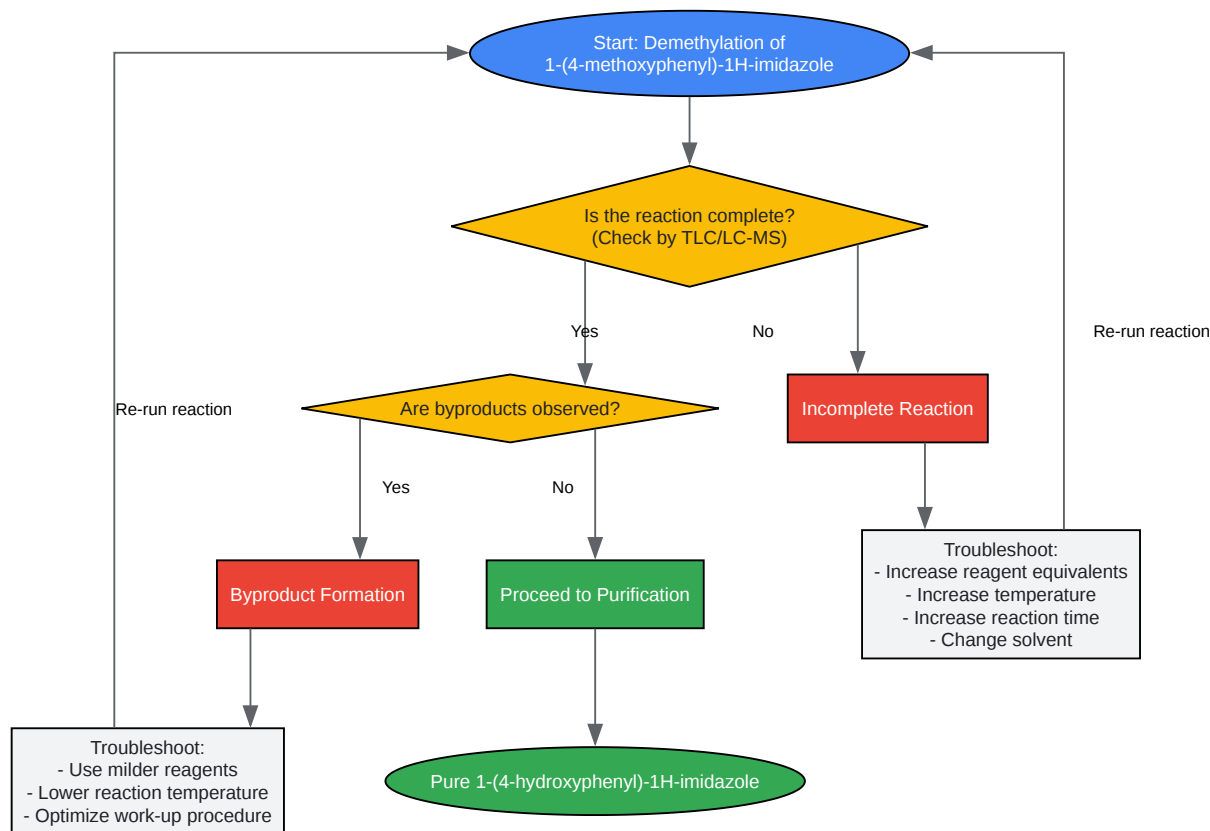 Start: Demethylation of
1-(4-methoxyphenyl)-1H-imidazole
Is the reaction complete?
(Check by TLC/LC-MS)
Yes
No
Re-run reaction
Re-run reaction
Are byproducts observed?
Incomplete Reaction
Yes
No
Byproduct Formation
Proceed to Purification
Troubleshoot:
- Increase reagent equivalents
- Increase temperature
- Increase reaction time
- Change solvent
Troubleshoot:
- Use milder reagents
- Lower reaction temperature
- Optimize work-up procedure
Pure 1-(4-hydroxyphenyl)-1H-imidazole